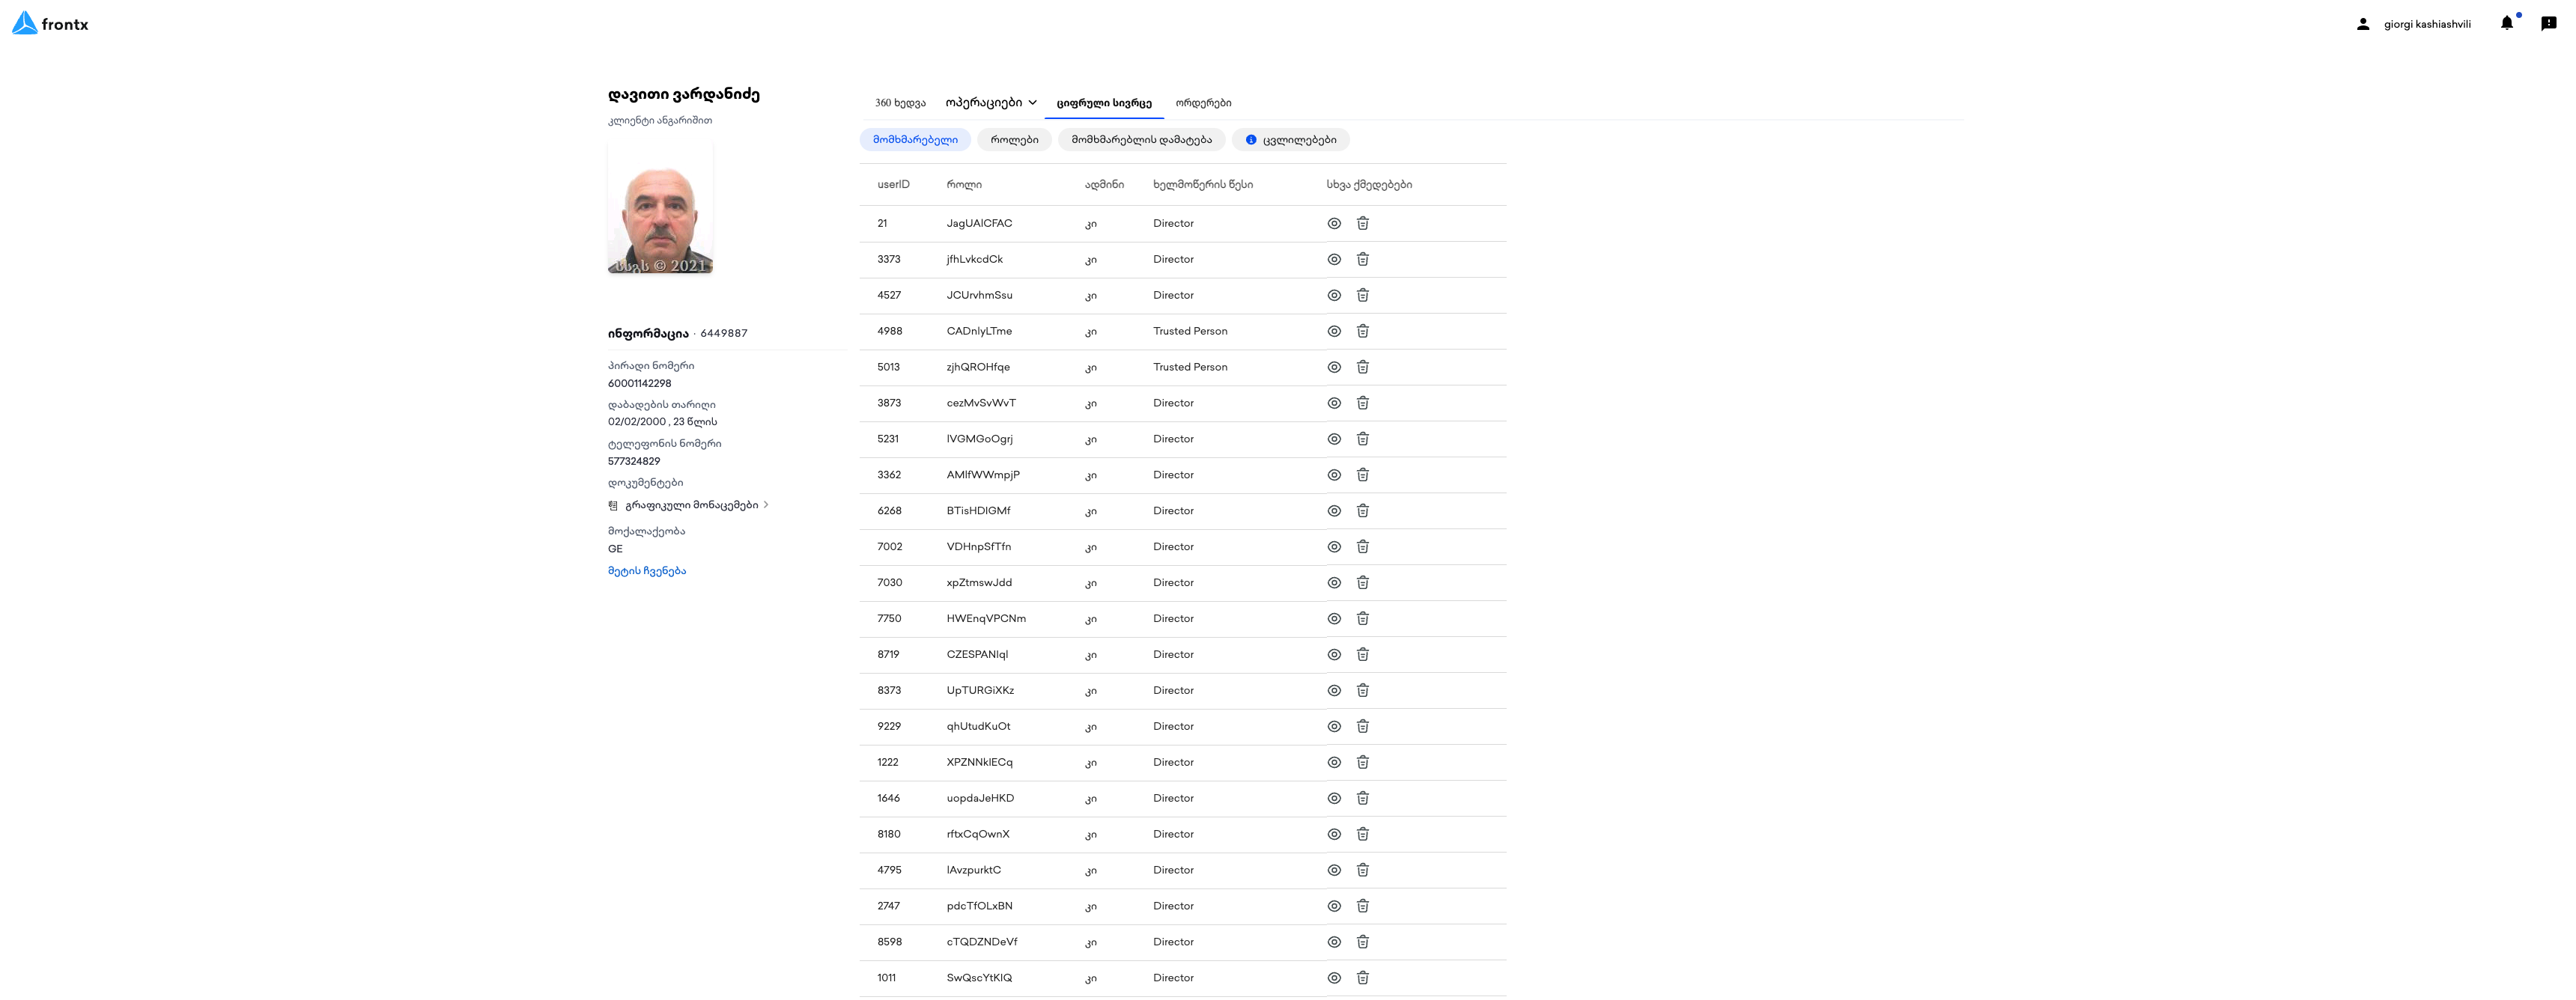 frontx
giorgi kashiashvili
დავითი ვარდანიძე
კლიენტი ანგარიშით
სსგს © 2021
ინფორმაცია · 6449887
პირადი ნომერი
60001142298
დაბადების თარიღი
02/02/2000 , 23 წლის
ტელეფონის ნომერი
577324829
დოკუმენტები
გრაფიკული მონაცემები
მოქალაქეობა
GE
მეტის ჩვენება
360 ხედვა ოპერაციები ციფრული სივრცე ორდერები
მომხმარებელი როლები მომხმარებლის დამატება ცვლილებები
userID როლი ადმინი ხელმოწერის წესი სხვა ქმედებები
21 JagUAlCFAC კი Director
3373 jfhLvkcdCk კი Director
4527 JCUrvhmSsu კი Director
4988 CADnlyLTme კი Trusted Person
5013 zjhQROHfqe კი Trusted Person
3873 cezMvSvWvT კი Director
5231 lVGMGoOgrj კი Director
3362 AMlfWWmpjP კი Director
6268 BTisHDlGMf კი Director
7002 VDHnpSfTfn კი Director
7030 xpZtmswJdd კი Director
7750 HWEnqVPCNm კი Director
8719 CZESPANlql კი Director
8373 UpTURGiXKz კი Director
9229 qhUtudKuOt კი Director
1222 XPZNNklECq კი Director
1646 uopdaJeHKD კი Director
8180 rftxCqOwnX კი Director
4795 lAvzpurktC კი Director
2747 pdcTfOLxBN კი Director
8598 cTQDZNDeVf კი Director
1011 SwQscYtKIQ კი Director